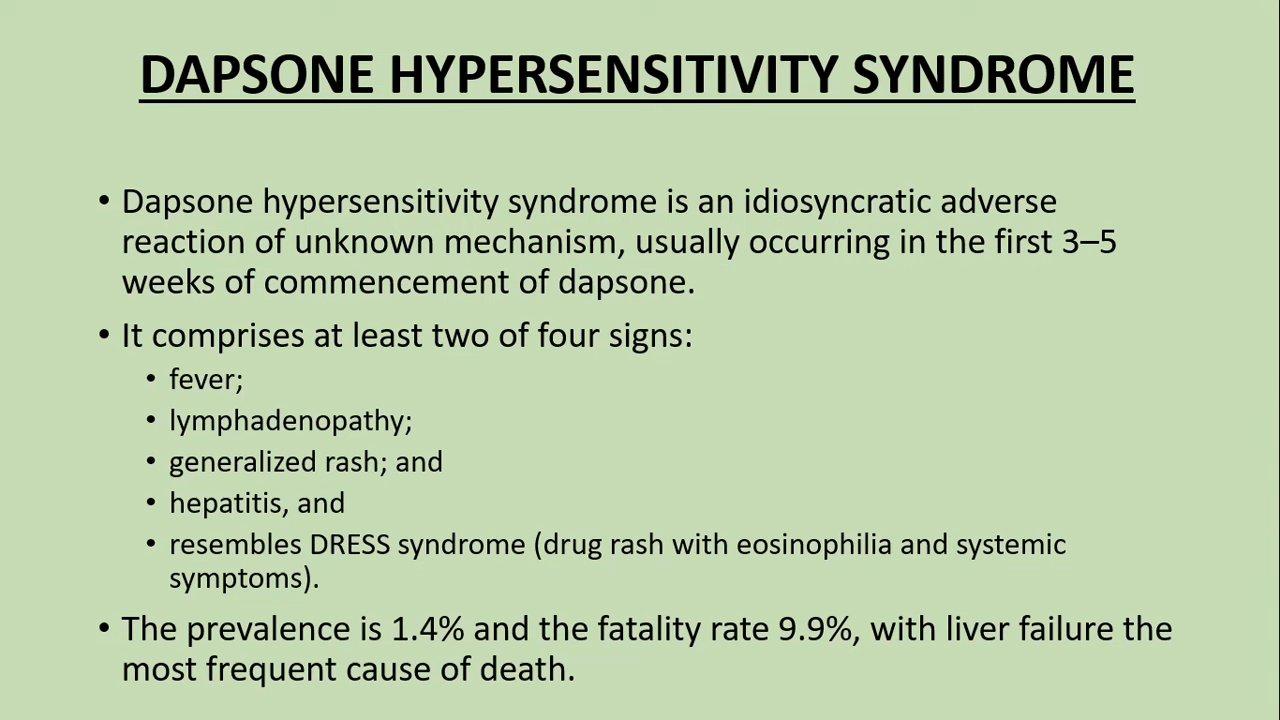 DAPSONE HYPERSENSITIVITY SYNDROME
• Dapsone hypersensitivity syndrome is an idiosyncratic adverse
reaction of unknown mechanism, usually occurring in the first 3–5
weeks of commencement of dapsone.
• It comprises at least two of four signs:
• fever;
• lymphadenopathy;
• generalized rash; and
• hepatitis, and
• resembles DRESS syndrome (drug rash with eosinophilia and systemic
symptoms).
• The prevalence is 1.4% and the fatality rate 9.9%, with liver failure the
most frequent cause of death.